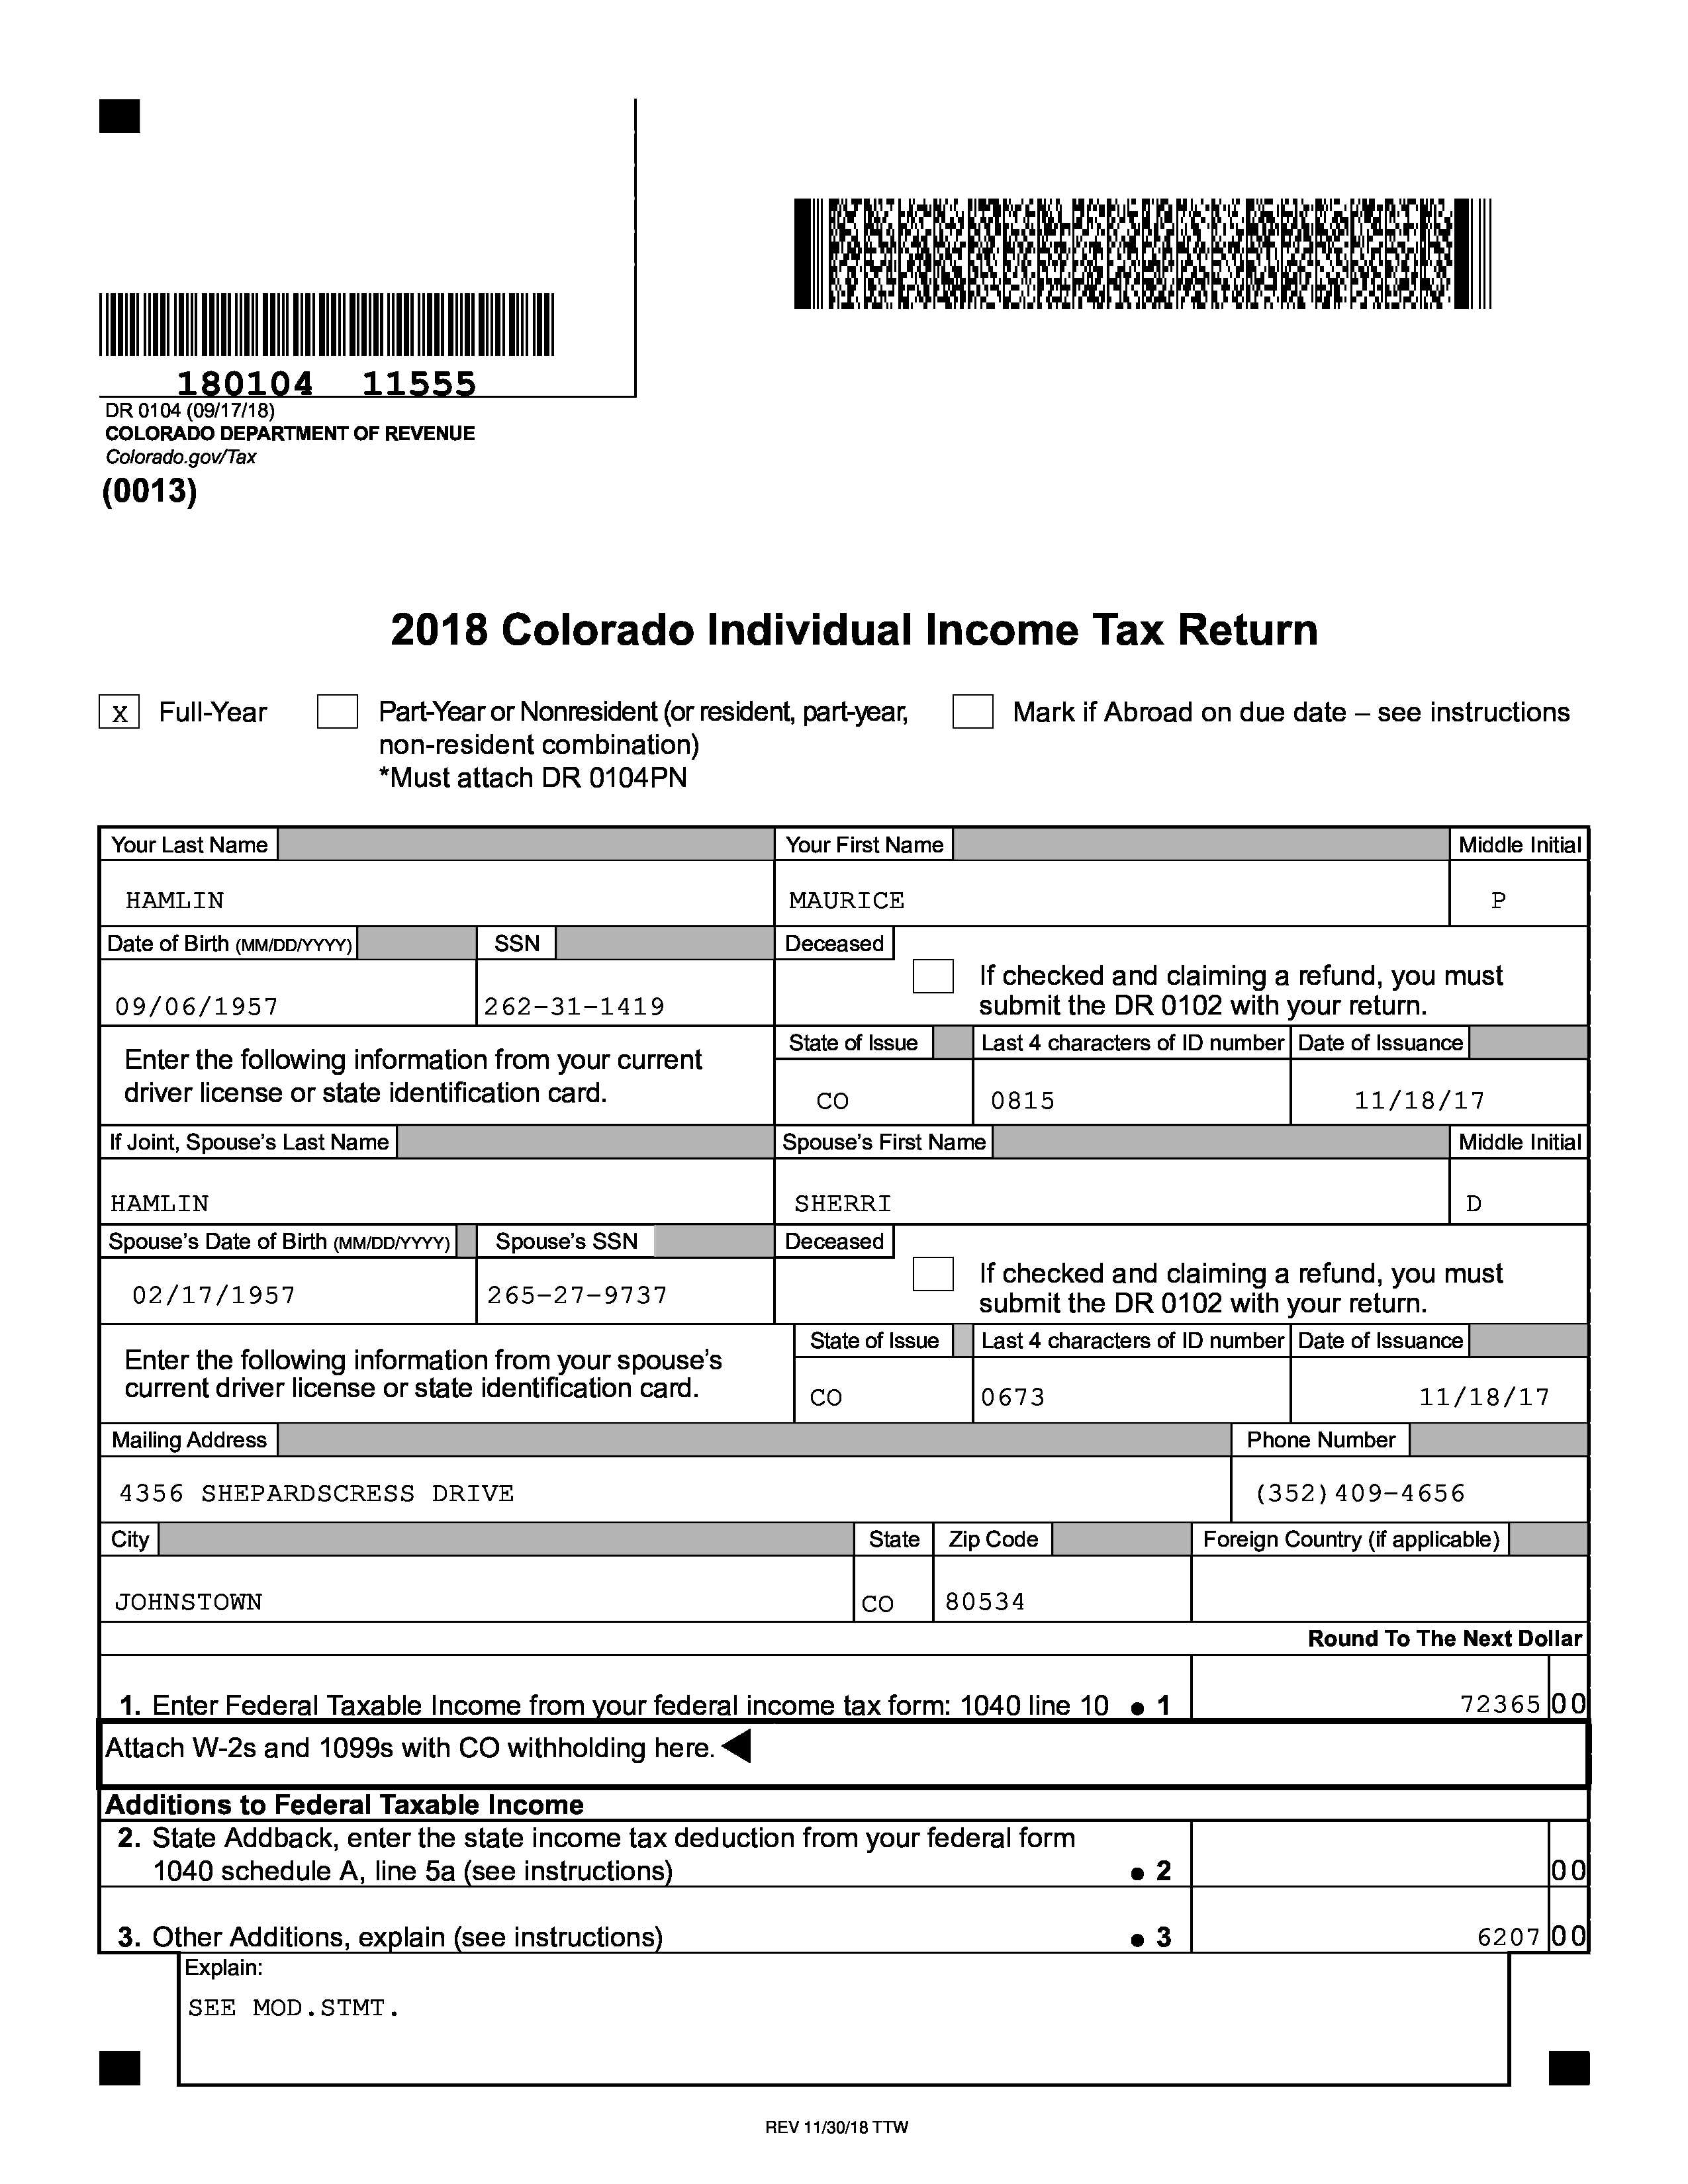 180104 11555
DR 0104 (09/17/18)
COLORADO DEPARTMENT OF REVENUE
Colorado.gov/Tax
(0013)
2018 Colorado Individual Income Tax Return
X Full-Year Part-Year or Nonresident (or resident, part-year, Mark if Abroad on due date – see instructions
non-resident combination)
*Must attach DR 0104PN
Your Last Name Your First Name Middle Initial
HAMLIN MAURICE P
Date of Birth (MM/DD/YYYY) SSN Deceased
If checked and claiming a refund, you must
09/06/1957 262-31-1419 submit the DR 0102 with your return.
State of Issue Last 4 characters of ID number Date of Issuance
Enter the following information from your current
driver license or state identification card.
CO 0815 11/18/17
If Joint, Spouse's Last Name Spouse's First Name Middle Initial
HAMLIN SHERRI D
Spouse's Date of Birth (MM/DD/YYYY) Spouse's SSN Deceased
If checked and claiming a refund, you must
02/17/1957 265-27-9737 submit the DR 0102 with your return.
State of Issue Last 4 characters of ID number Date of Issuance
Enter the following information from your spouse's
current driver license or state identification card.
CO 0673 11/18/17
Mailing Address Phone Number
4356 SHEPARDSCRESS DRIVE (352)409-4656
City State Zip Code Foreign Country (if applicable)
JOHNSTOWN CO 80534
Round To The Next Dollar
1. Enter Federal Taxable Income from your federal income tax form: 1040 line 10 ● 1 72365 00
Attach W-2s and 1099s with CO withholding here. ◀
Additions to Federal Taxable Income
2. State Addback, enter the state income tax deduction from your federal form
1040 schedule A, line 5a (see instructions) ● 2 00
3. Other Additions, explain (see instructions) ● 3 6207 00
Explain:
SEE MOD.STMT.
REV 11/30/18 TTW